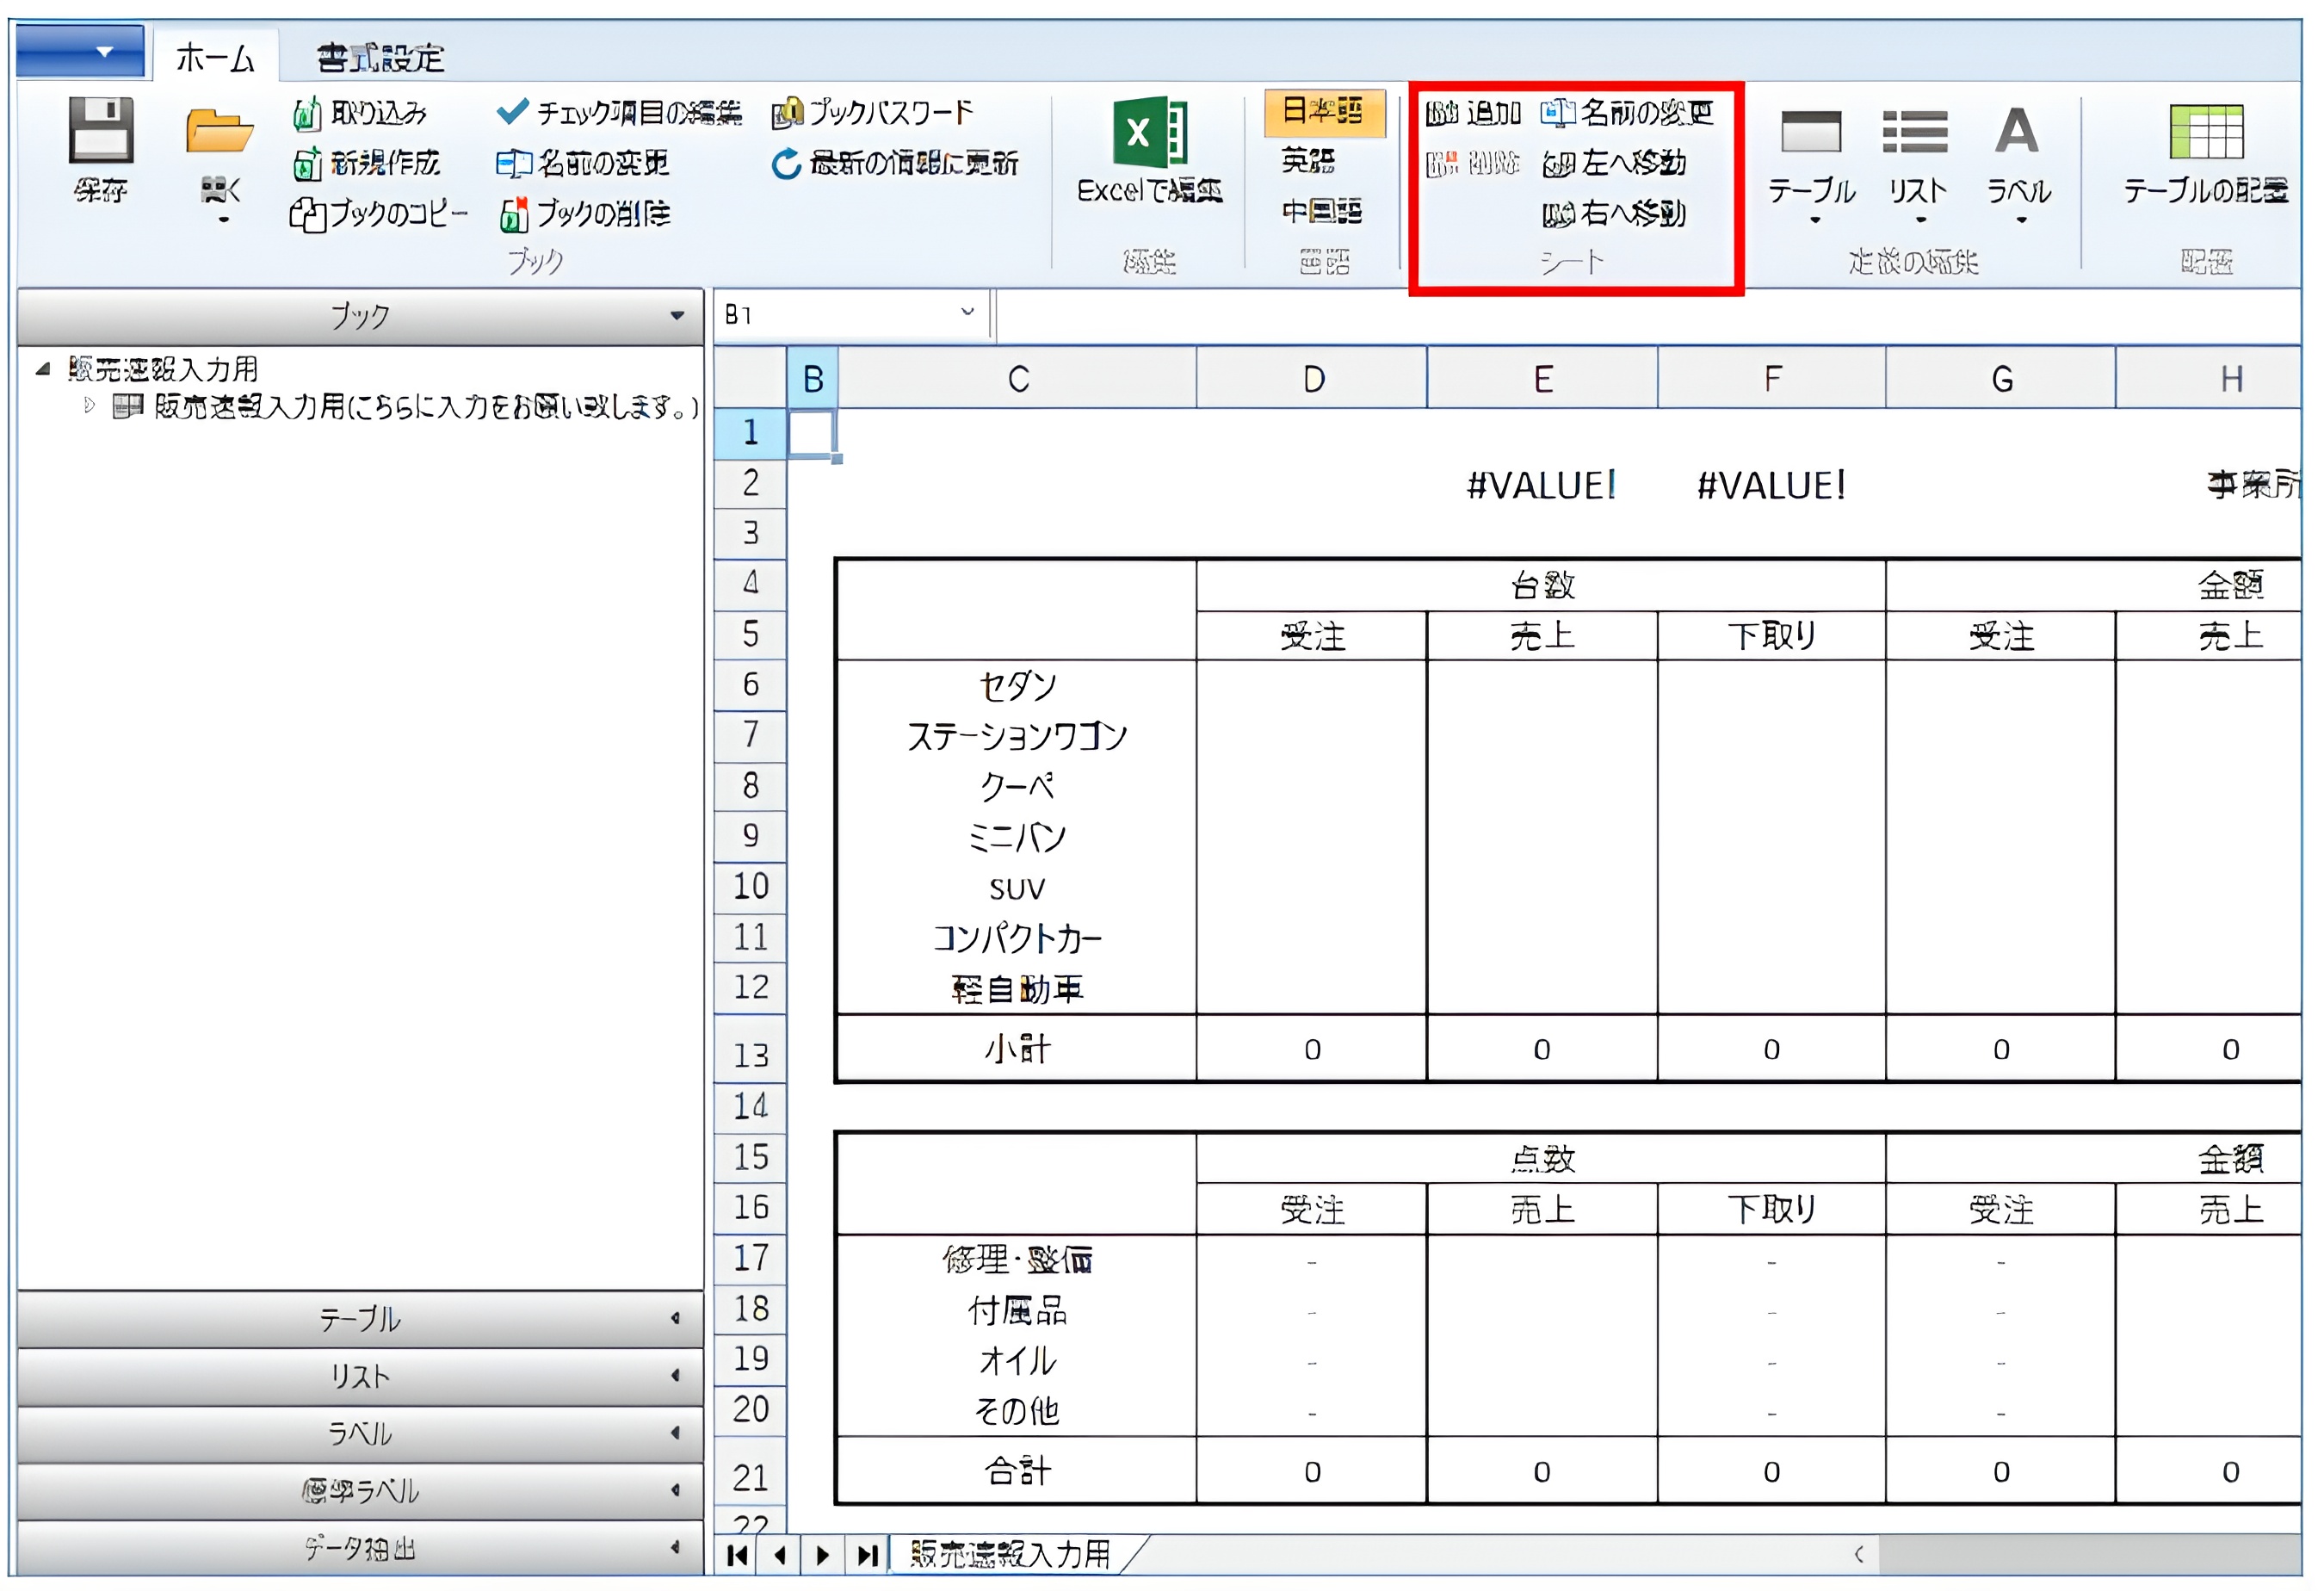 ホーム 書式設定
取り込み チェック項目の編集 ブックパスワード
新規作成 名前の変更 最新の情報に更新
ブックのコピー ブックの削除
保存 開く
ブック
Excelで編集
編集
日本語
英語
中国語
言語
追加 名前の変更
削除 左へ移動
右へ移動
シート
テーブル リスト ラベル
定義の編集
テーブルの配置
配置
ブック
B1
販売速報入力用
販売速報入力用(こちらに入力をお願い致します。)
B C D E F G H
1
2 #VALUE! #VALUE! 事業所
3
4 台数 金額
5 受注 売上 下取り 受注 売上
6 セダン
7 ステーションワゴン
8 クーペ
9 ミニバン
10 SUV
11 コンパクトカー
12 軽自動車
13 小計 0 0 0 0 0
14
15 点数 金額
16 受注 売上 下取り 受注 売上
17 修理・整備 - - -
18 付属品 - - -
19 オイル - - -
20 その他 - - -
21 合計 0 0 0 0 0
22
テーブル
リスト
ラベル
標準ラベル
データ抽出
販売速報入力用